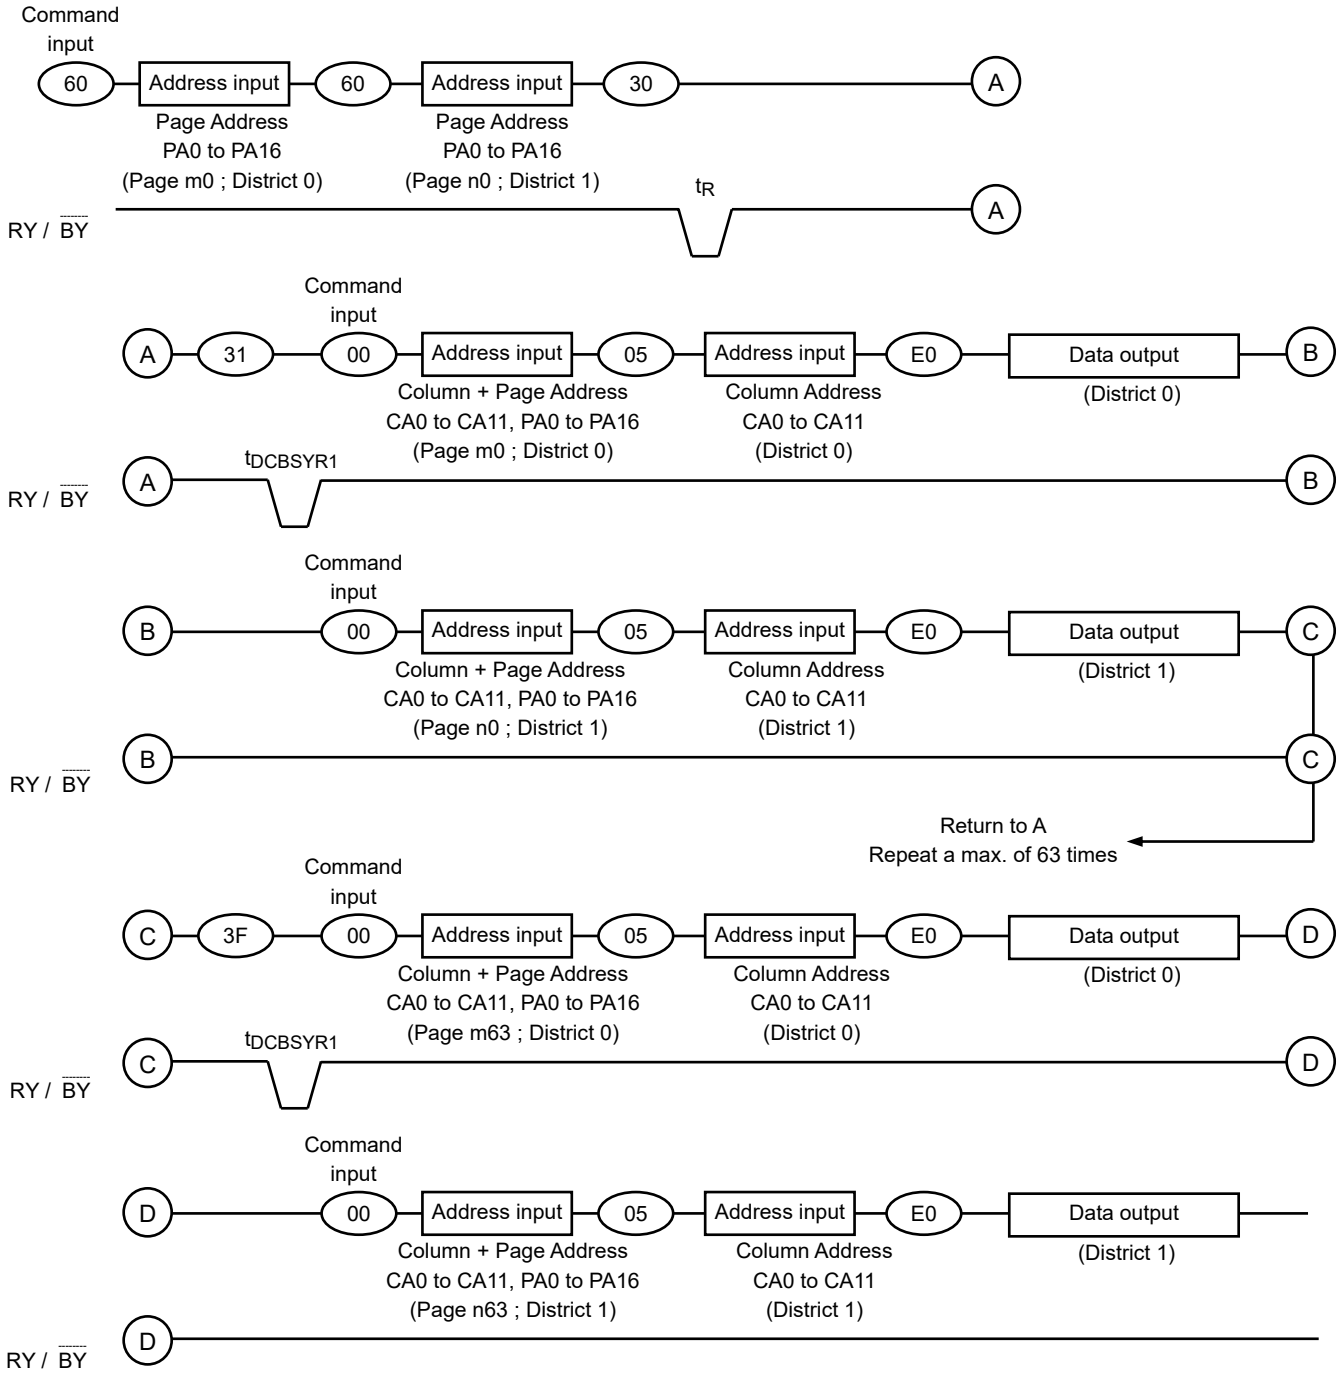 Command
input
60 Address input 60 Address input 30 A
Page Address Page Address
PA0 to PA16 PA0 to PA16
(Page m0 ; District 0) (Page n0 ; District 1)
tR
RY / BY A
Command
input
A 31 00 Address input 05 Address input E0 Data output B
Column + Page Address Column Address (District 0)
CA0 to CA11, PA0 to PA16 CA0 to CA11
(Page m0 ; District 0) (District 0)
tDCBSYR1
RY / BY A B
Command
input
B 00 Address input 05 Address input E0 Data output C
Column + Page Address Column Address (District 1)
CA0 to CA11, PA0 to PA16 CA0 to CA11
(Page n0 ; District 1) (District 1)
RY / BY B C
Return to A
Repeat a max. of 63 times
Command
input
C 3F 00 Address input 05 Address input E0 Data output D
Column + Page Address Column Address (District 0)
CA0 to CA11, PA0 to PA16 CA0 to CA11
(Page m63 ; District 0) (District 0)
tDCBSYR1
RY / BY C D
Command
input
D 00 Address input 05 Address input E0 Data output
Column + Page Address Column Address (District 1)
CA0 to CA11, PA0 to PA16 CA0 to CA11
(Page n63 ; District 1) (District 1)
RY / BY D